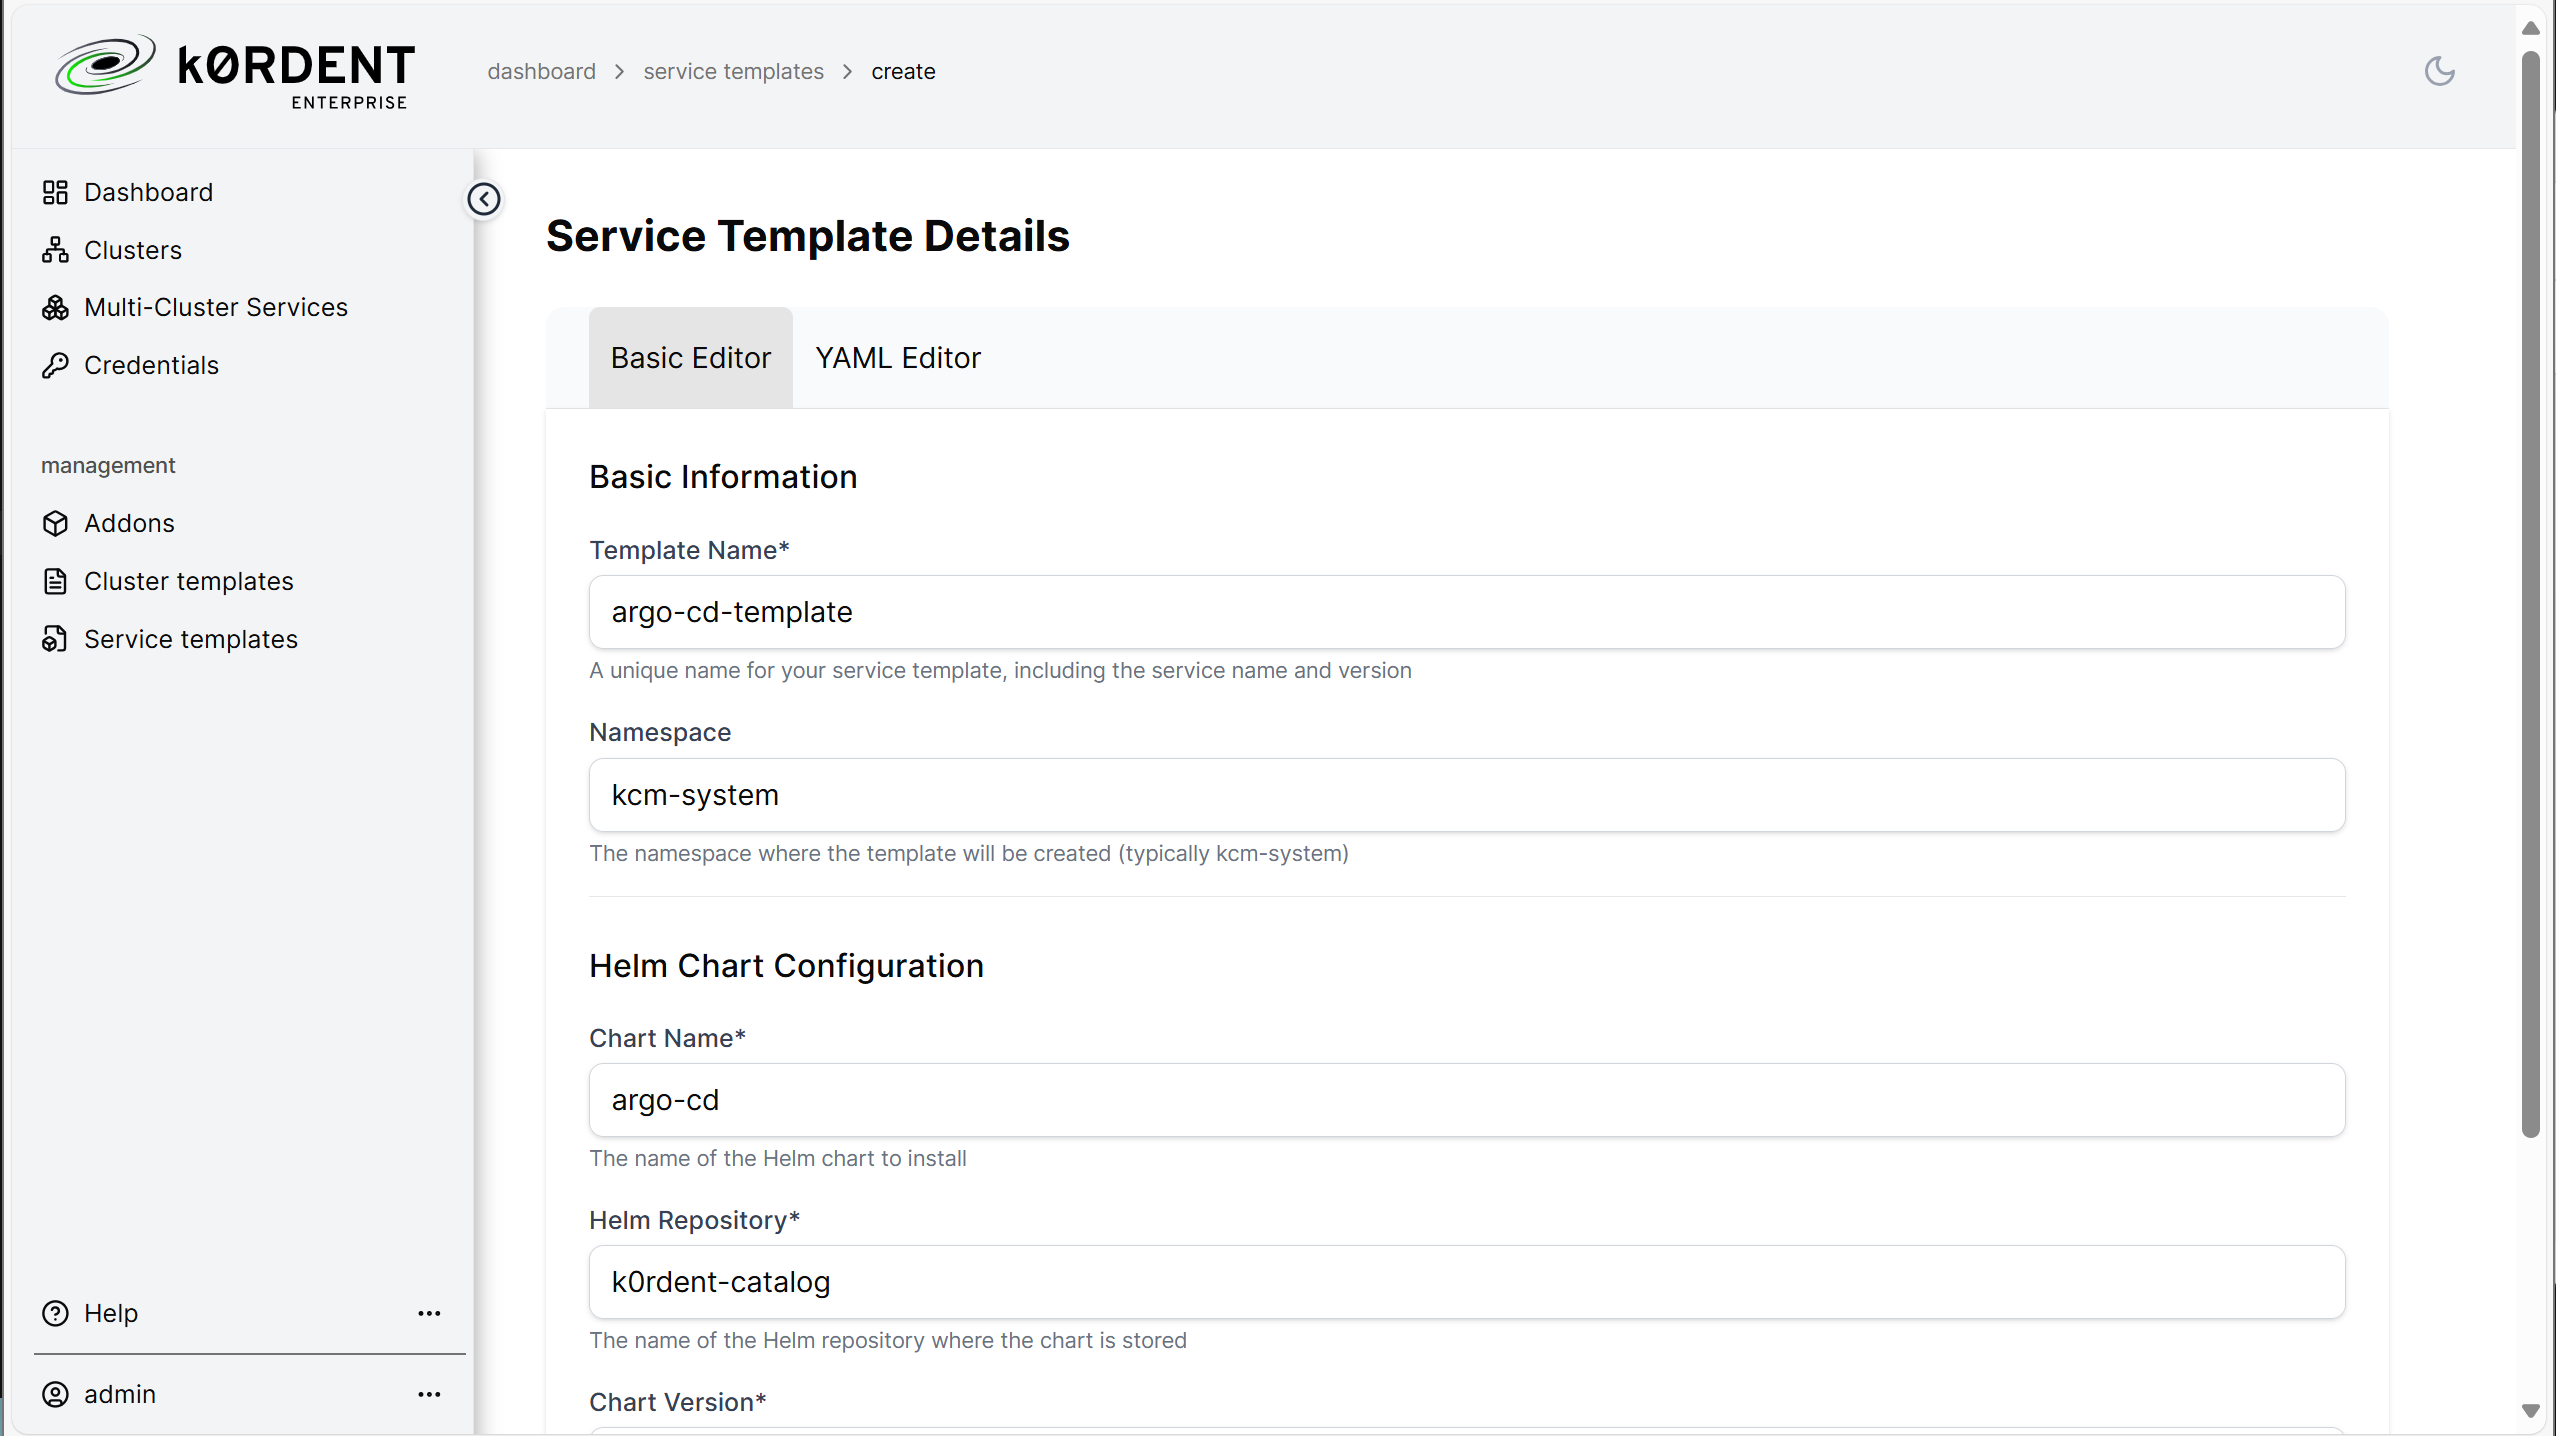 k0RDENT
ENTERPRISE
dashboard > service templates > create
Dashboard
Clusters
Multi-Cluster Services
Credentials
management
Addons
Cluster templates
Service templates
Help
admin
Service Template Details
Basic Editor YAML Editor
Basic Information
Template Name*
argo-cd-template
A unique name for your service template, including the service name and version
Namespace
kcm-system
The namespace where the template will be created (typically kcm-system)
Helm Chart Configuration
Chart Name*
argo-cd
The name of the Helm chart to install
Helm Repository*
k0rdent-catalog
The name of the Helm repository where the chart is stored
Chart Version*